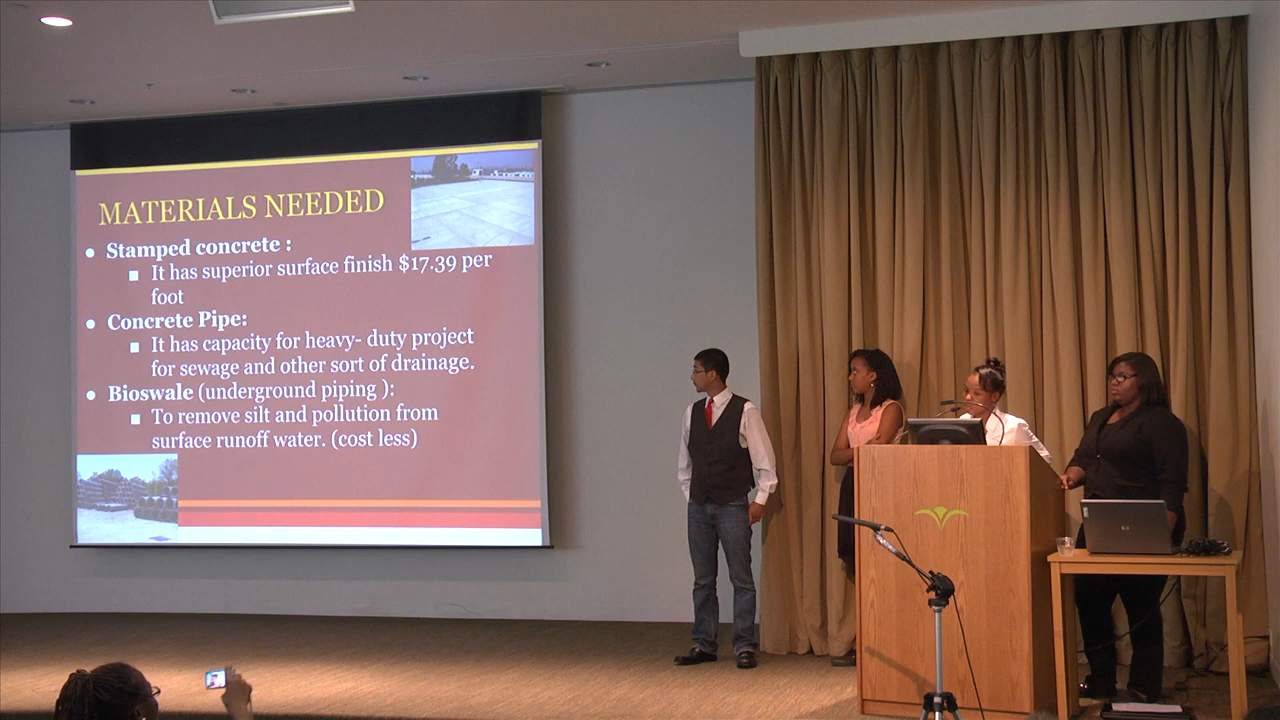 MATERIALS NEEDED
● Stamped concrete :
■ It has superior surface finish $17.39 per
foot
● Concrete Pipe:
■ It has capacity for heavy- duty project
for sewage and other sort of drainage.
● Bioswale (underground piping ):
■ To remove silt and pollution from
surface runoff water. (cost less)